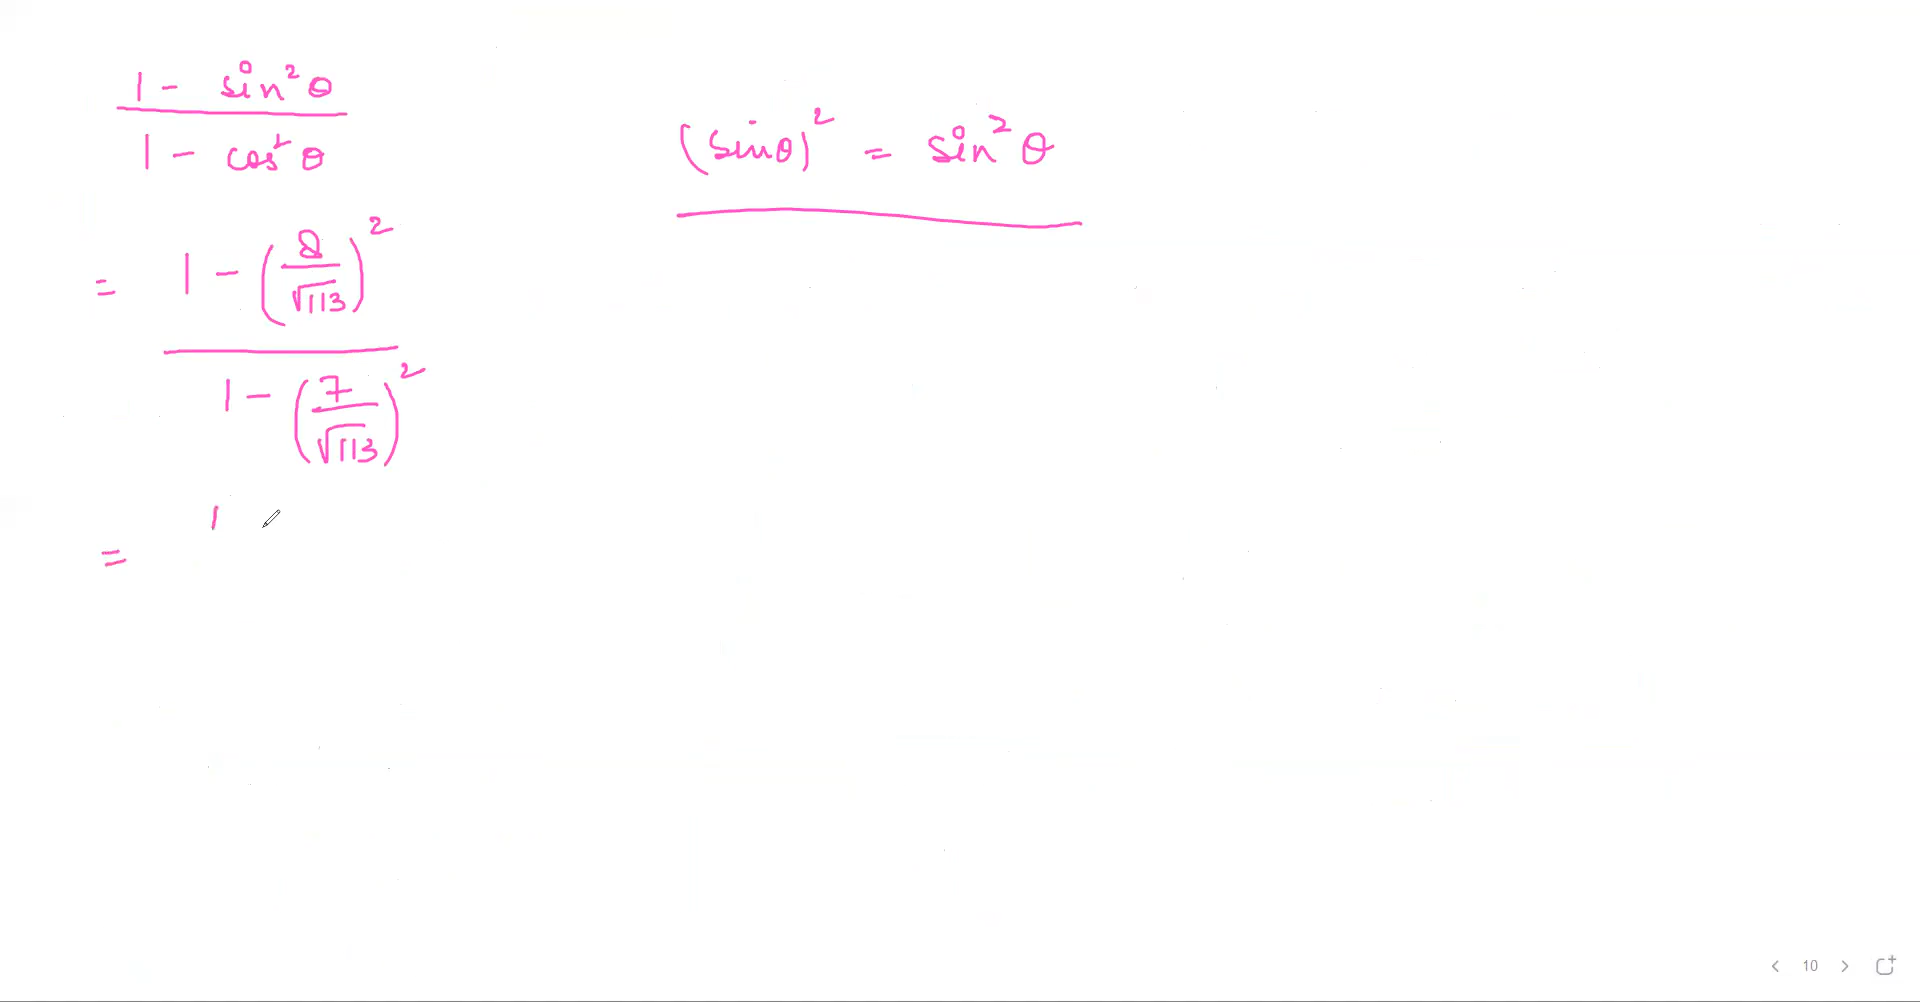 1 - sin²θ
1 - cos²θ
(sinθ)² = sin²θ
= 1 - (8/√113)²
1 - (7/√113)²
= 1
10